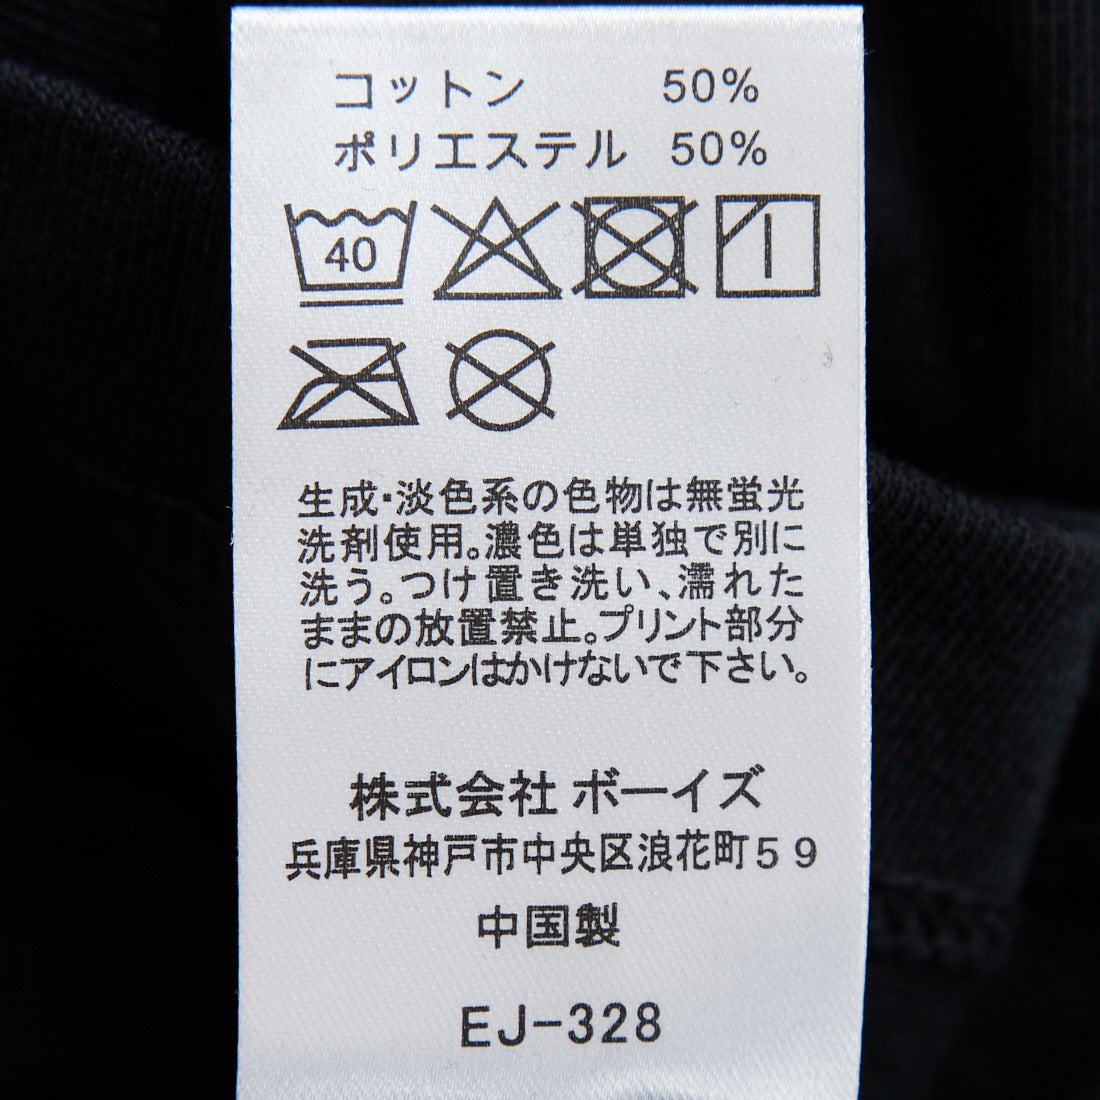 コットン 50%
ポリエステル 50%
40
生成・淡色系の色物は無蛍光
洗剤使用。濃色は単独で別に
洗う。つけ置き洗い、濡れた
ままの放置禁止。プリント部分
にアイロンはかけないで下さい。
株式会社 ボーイズ
兵庫県神戸市中央区浪花町59
中国製
EJ-328